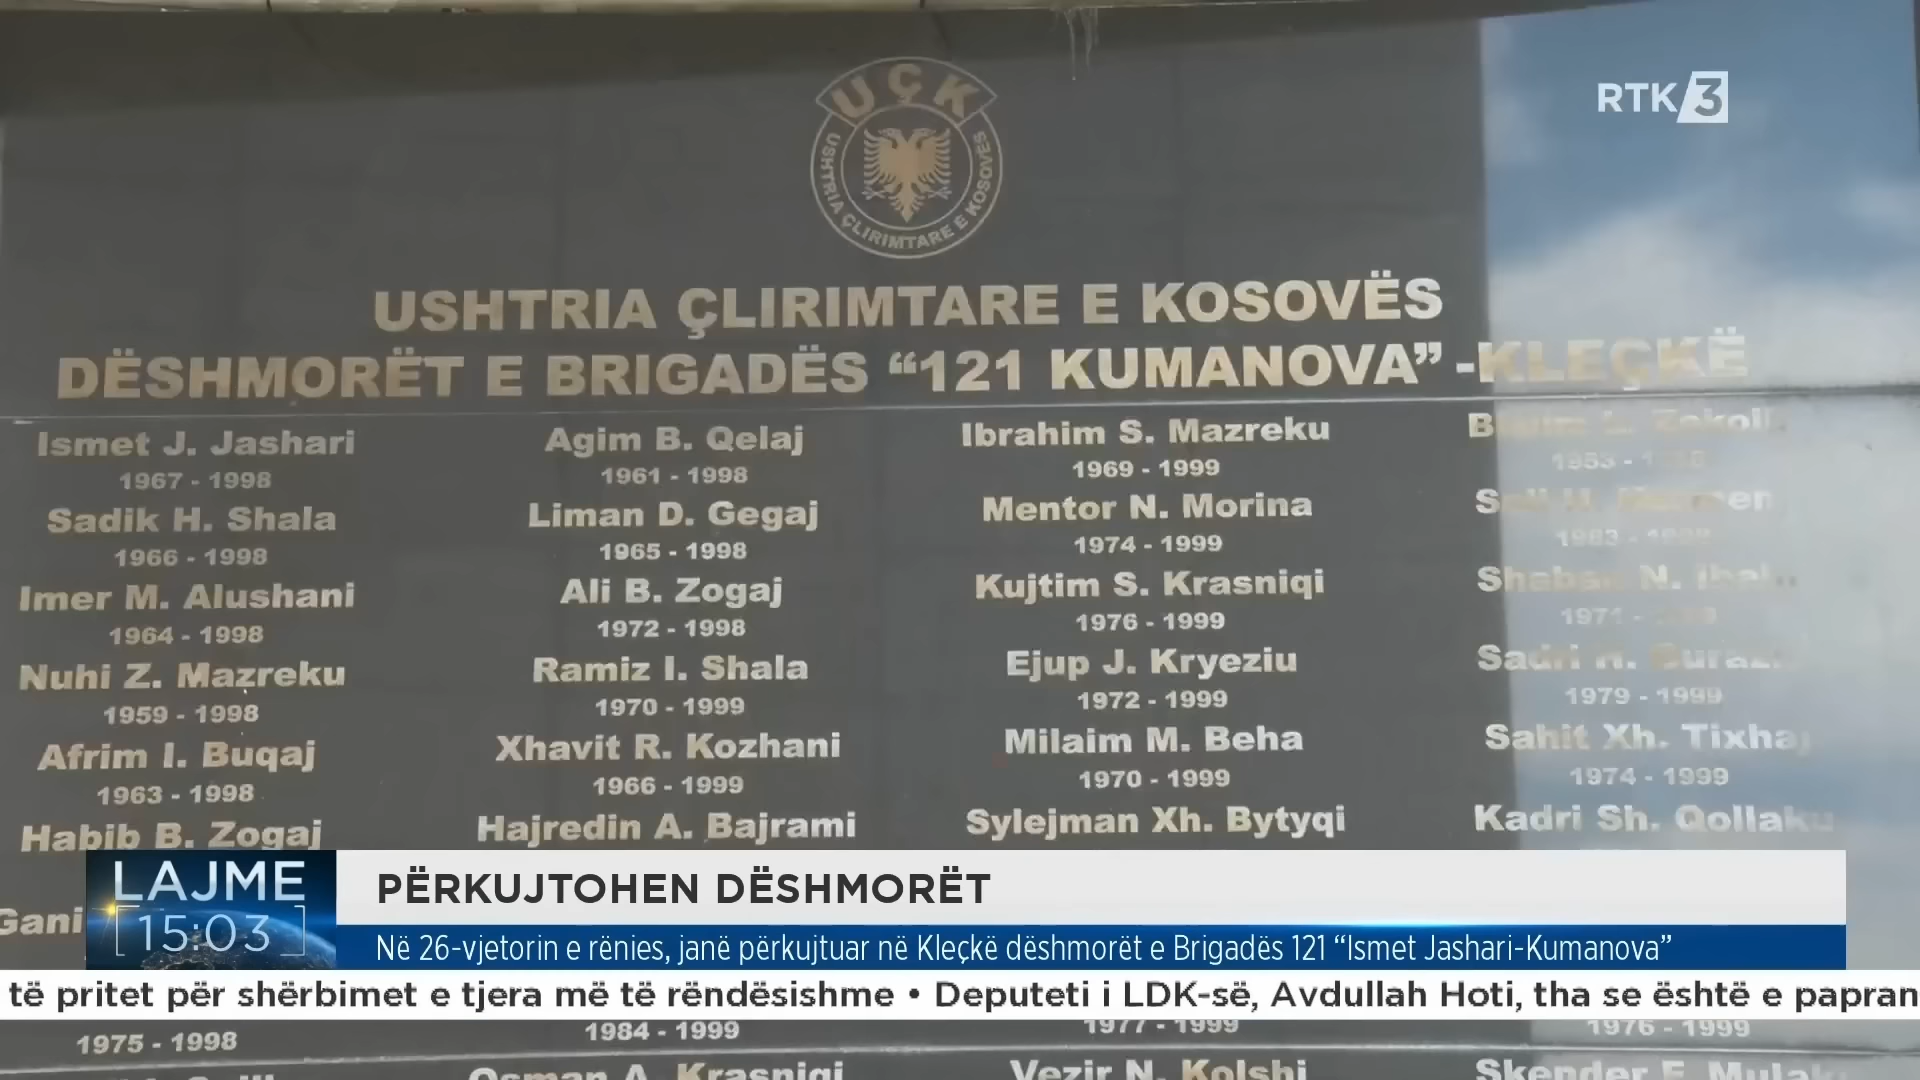 UÇK
USHTRIA ÇLIRIMTARE E KOSOVËS
RTK 3
USHTRIA ÇLIRIMTARE E KOSOVËS
DËSHMORËT E BRIGADËS “121 KUMANOVA” -KLEÇKË
Ismet J. Jashari
1967 - 1998
Sadik H. Shala
1966 - 1998
Imer M. Alushani
1964 - 1998
Nuhi Z. Mazreku
1959 - 1998
Afrim I. Buqaj
1963 - 1998
Habib B. Zogaj
Gani
1975 - 1998
Agim B. Qelaj
1961 - 1998
Liman D. Gegaj
1965 - 1998
Ali B. Zogaj
1972 - 1998
Ramiz I. Shala
1970 - 1999
Xhavit R. Kozhani
1966 - 1999
Hajredin A. Bajrami
1984 - 1999
Osman A. Krasniqi
Ibrahim S. Mazreku
1969 - 1999
Mentor N. Morina
1974 - 1999
Kujtim S. Krasniqi
1976 - 1999
Ejup J. Kryeziu
1972 - 1999
Milaim M. Beha
1970 - 1999
Sylejman Xh. Bytyqi
1977 - 1999
Vezir N. Kolshi
Shaban N.
Sadri H.
1979 - 1999
Sahit Xh. Tixhaj
1974 - 1999
Kadri Sh. Qollaku
1976 - 1999
Skender F.
LAJME
15:03
PËRKUJTOHEN DËSHMORËT
Në 26-vjetorin e rënies, janë përkujtuar në Kleçkë dëshmorët e Brigadës 121 “Ismet Jashari-Kumanova”
të pritet për shërbimet e tjera më të rëndësishme • Deputeti i LDK-së, Avdullah Hoti, tha se është e papran